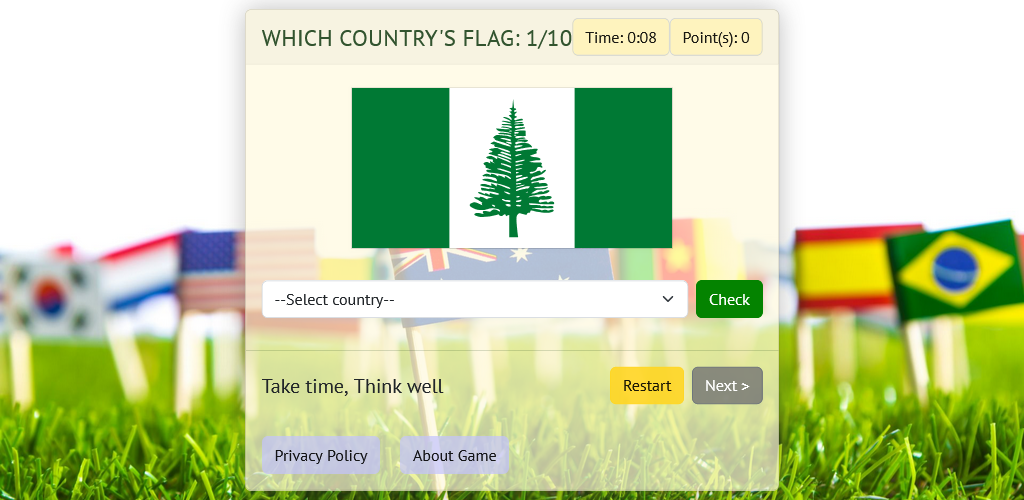 WHICH COUNTRY'S FLAG: 1/10
Time: 0:08
Point(s): 0
--Select country--
Check
Take time, Think well
Restart
Next >
Privacy Policy
About Game